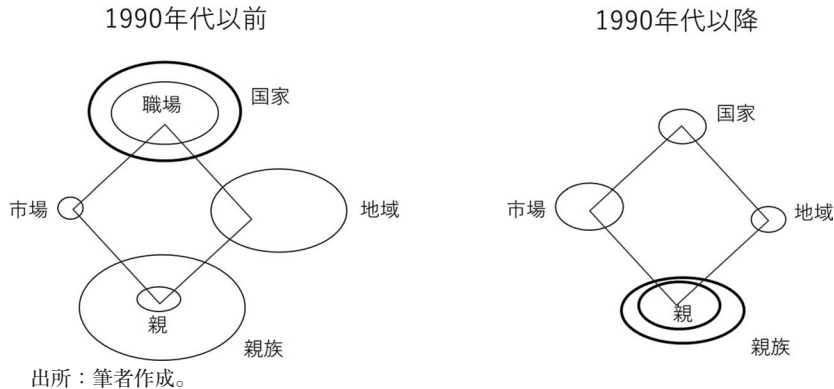 1990年代以前
1990年代以降
職場
国家
市場
地域
親
親族
国家
市場
地域
親
親族
出所：筆者作成。